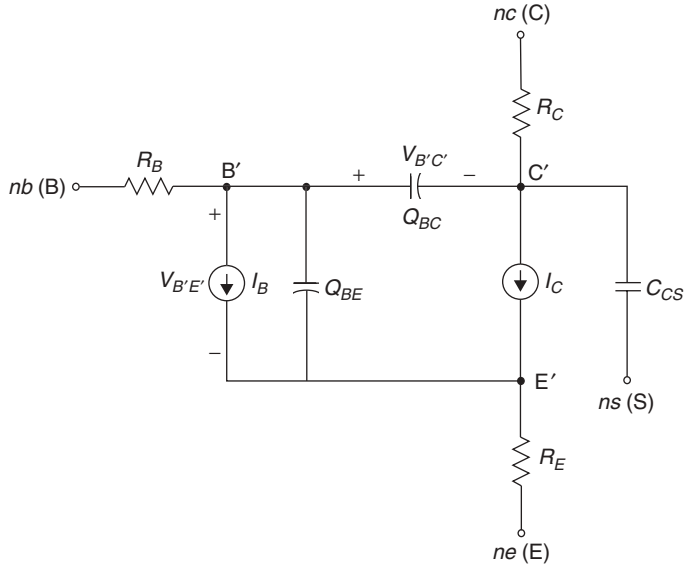 nc (C)
R_C
R_B
B′
+
V_B′C′
−
C′
nb (B)
Q_BC
+
V_B′E′
I_B
Q_BE
I_C
C_CS
−
E′
ns (S)
R_E
ne (E)